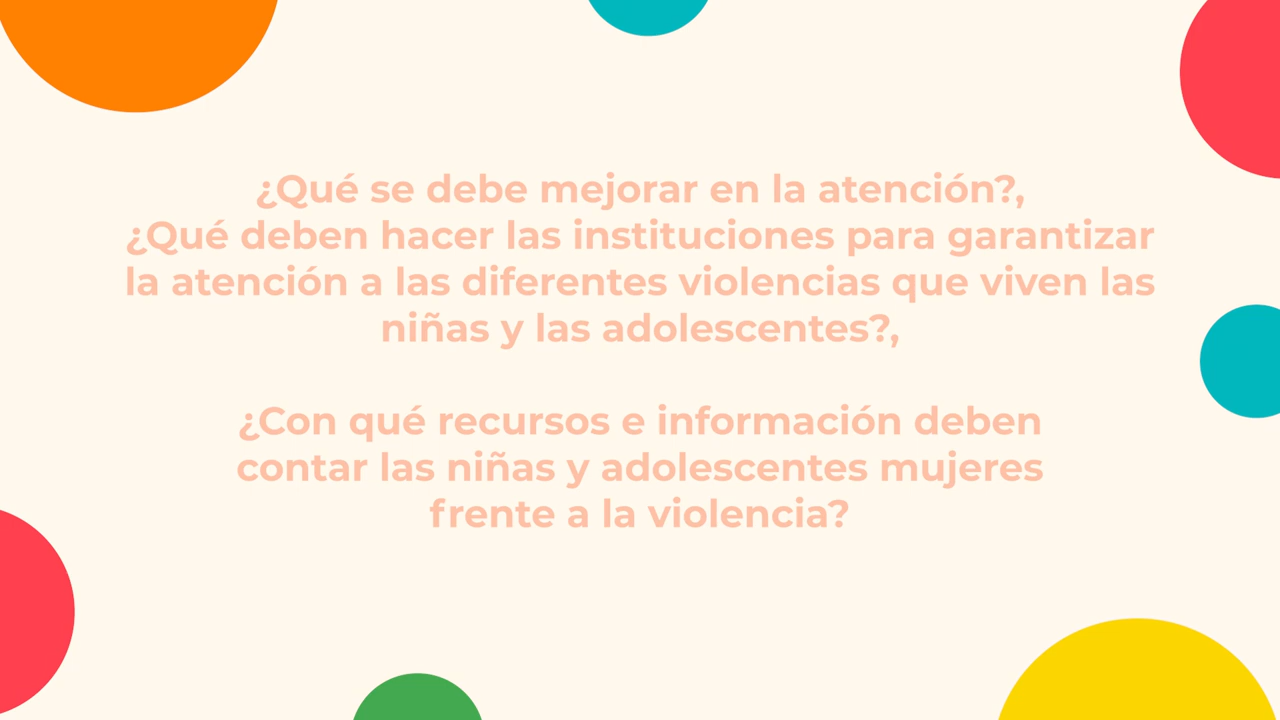 ¿Qué se debe mejorar en la atención?,
¿Qué deben hacer las instituciones para garantizar
la atención a las diferentes violencias que viven las
niñas y las adolescentes?,
¿Con qué recursos e información deben
contar las niñas y adolescentes mujeres
frente a la violencia?